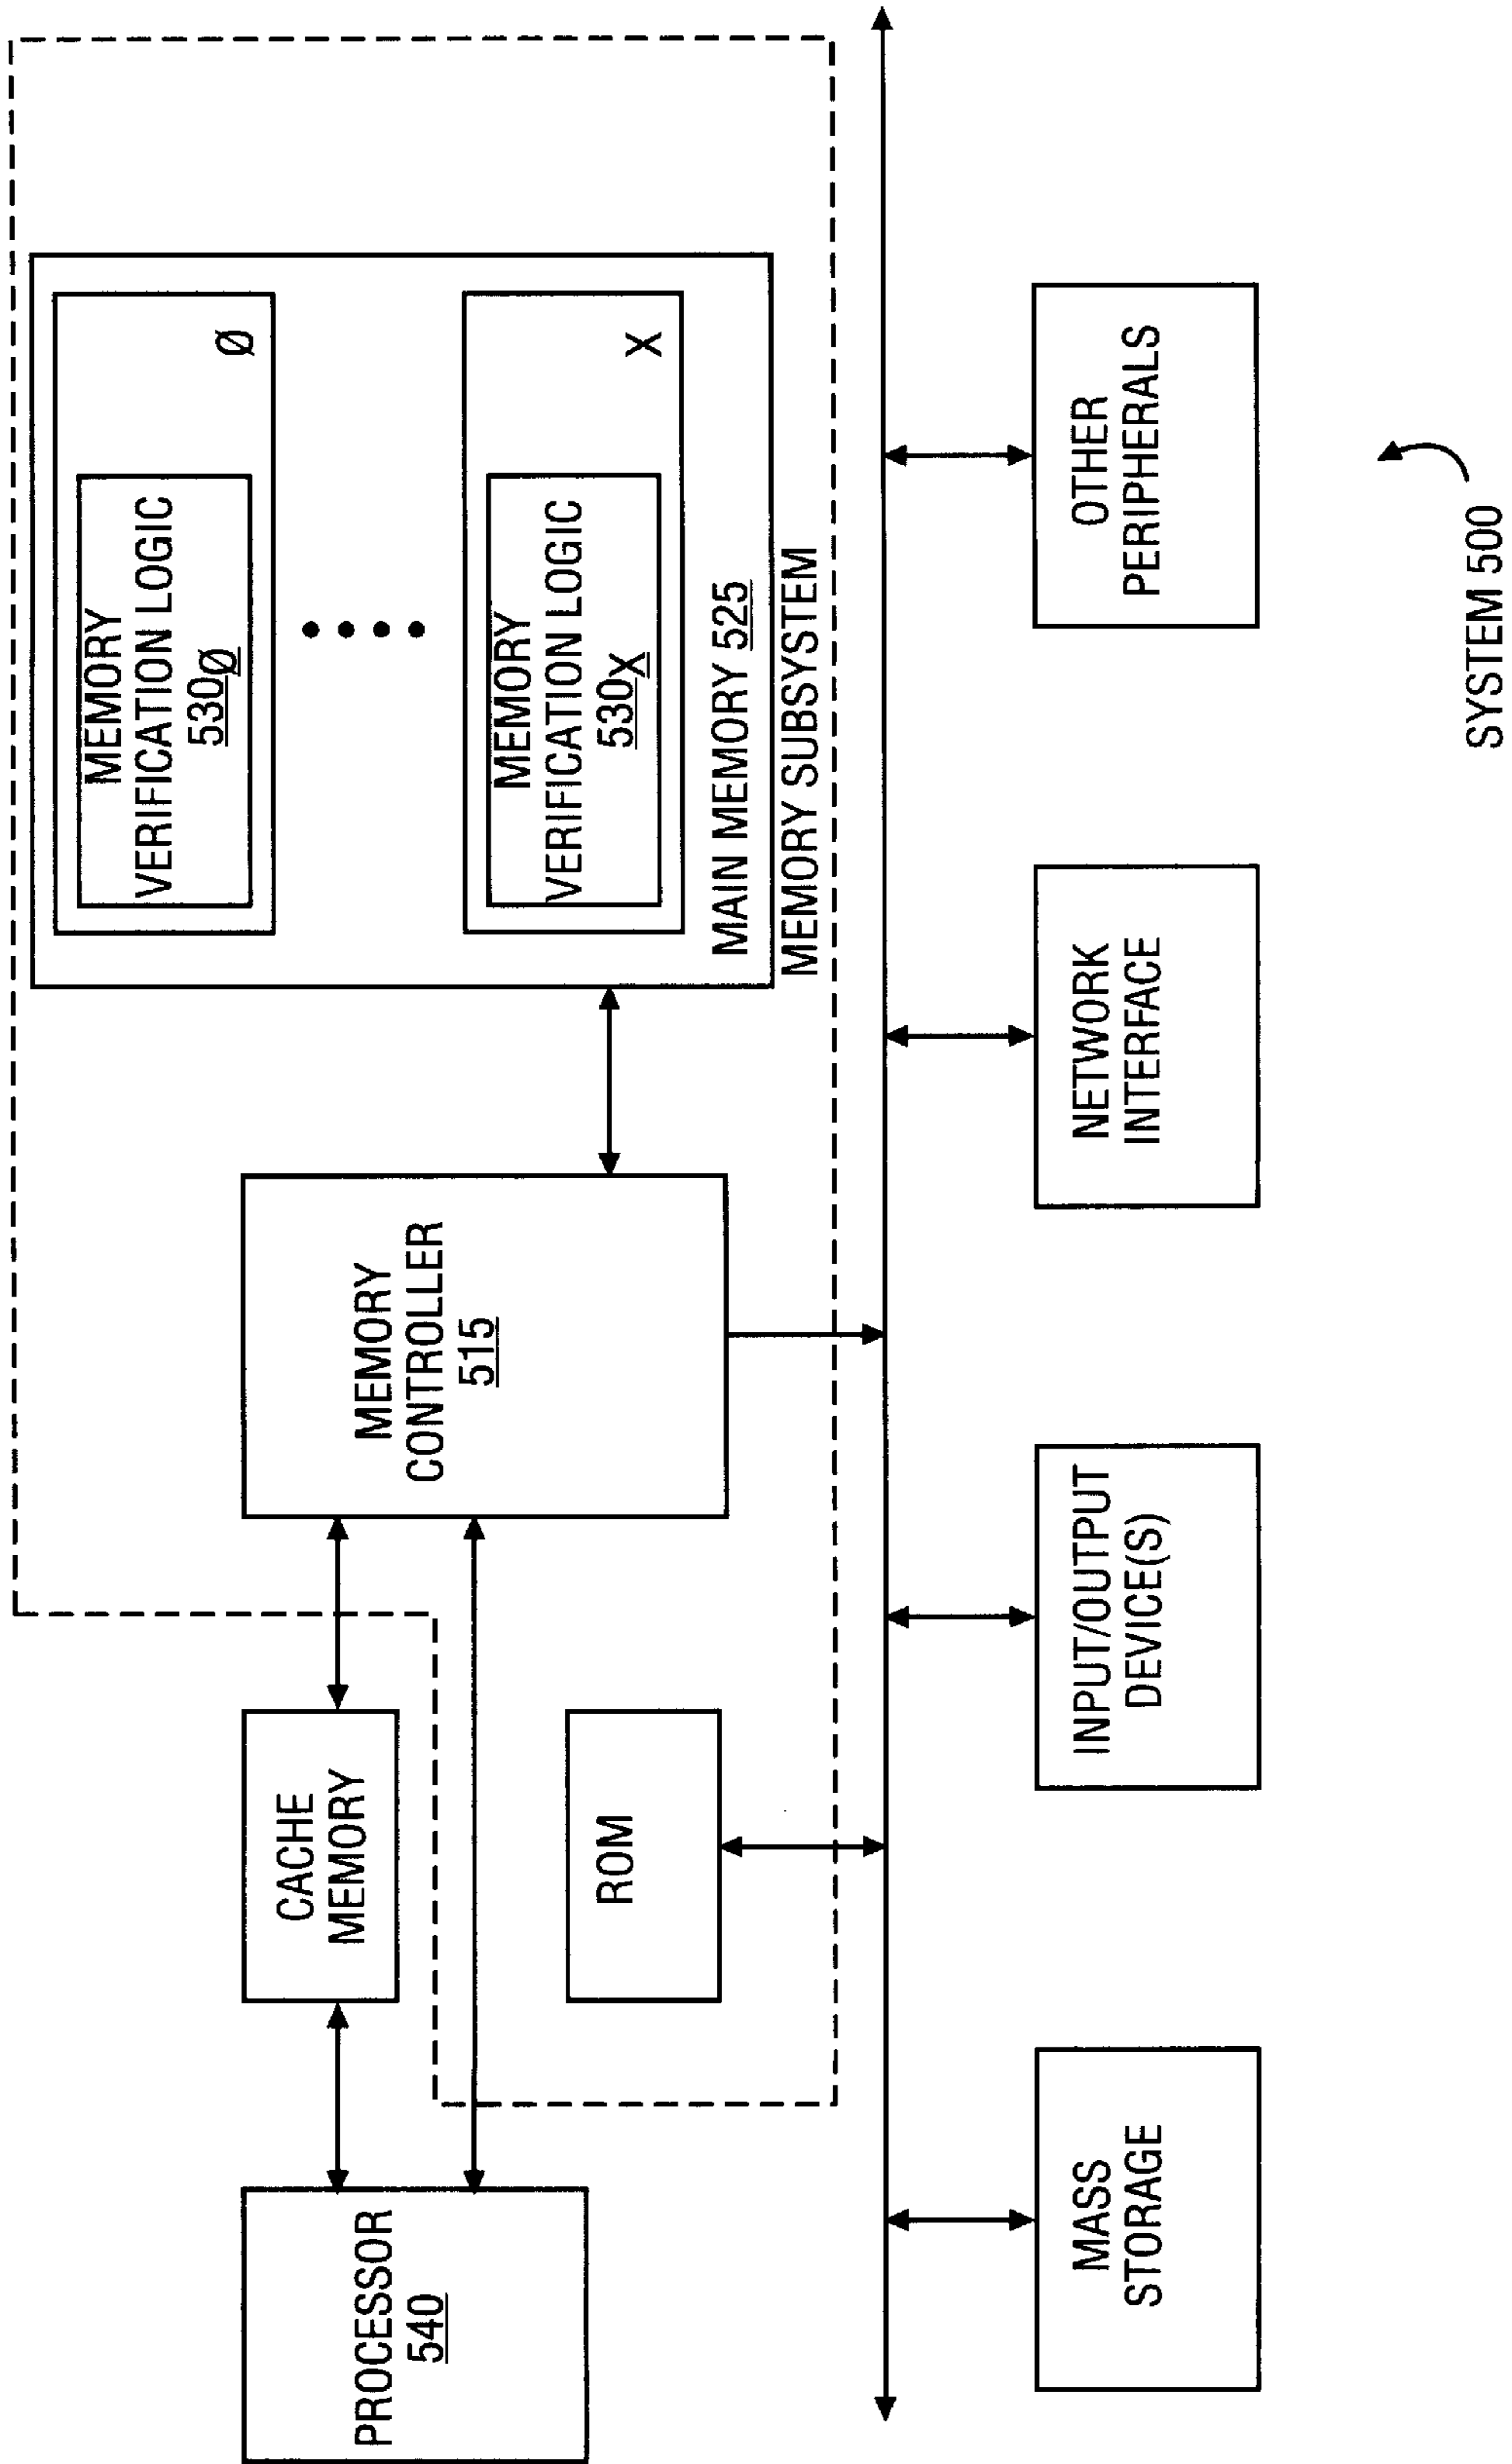 PROCESSOR
540
CACHE
MEMORY
ROM
MEMORY
CONTROLLER
515
MEMORY
VERIFICATION LOGIC
530Ø
Ø
MEMORY
VERIFICATION LOGIC
530X
X
MAIN MEMORY 525
MEMORY SUBSYSTEM
MASS
STORAGE
INPUT/OUTPUT
DEVICE(S)
NETWORK
INTERFACE
OTHER
PERIPHERALS
SYSTEM 500